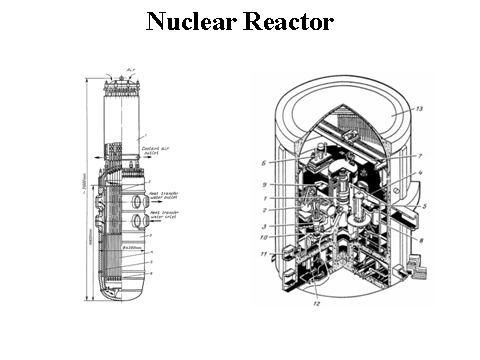 Nuclear Reactor
Air
Coolant air
outlet
Heat transfer
water outlet
Heat transfer
water inlet
1
2
3
4
5
6
7
8
9
10
11
12
13